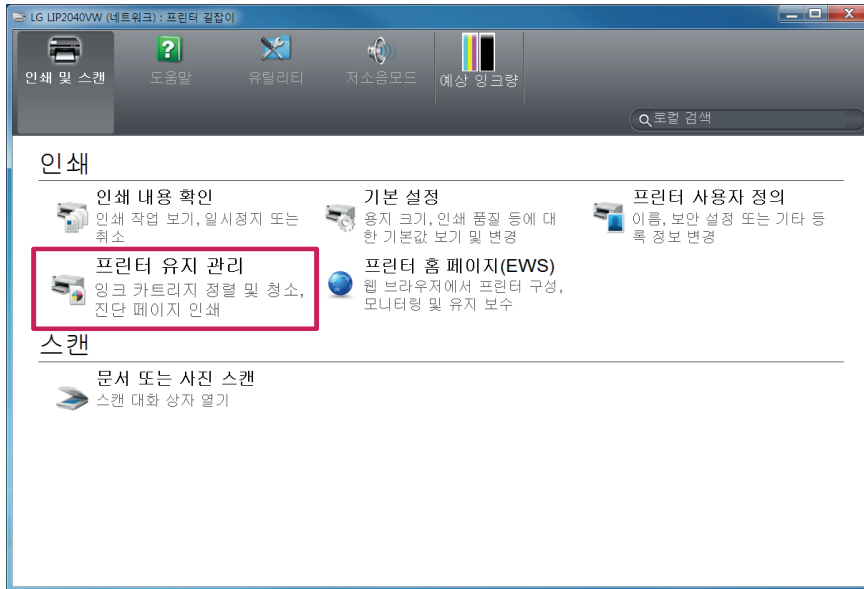 LG LIP2040VW (네트워크) : 프린터 길잡이
인쇄 및 스캔
도움말
유틸리티
저소음모드
예상 잉크량
로컬 검색
인쇄
인쇄 내용 확인
인쇄 작업 보기, 일시정지 또는
취소
기본 설정
용지 크기, 인쇄 품질 등에 대
한 기본값 보기 및 변경
프린터 사용자 정의
이름, 보안 설정 또는 기타 등
록 정보 변경
프린터 유지 관리
잉크 카트리지 정렬 및 청소,
진단 페이지 인쇄
프린터 홈 페이지(EWS)
웹 브라우저에서 프린터 구성,
모니터링 및 유지 보수
스캔
문서 또는 사진 스캔
스캔 대화 상자 열기